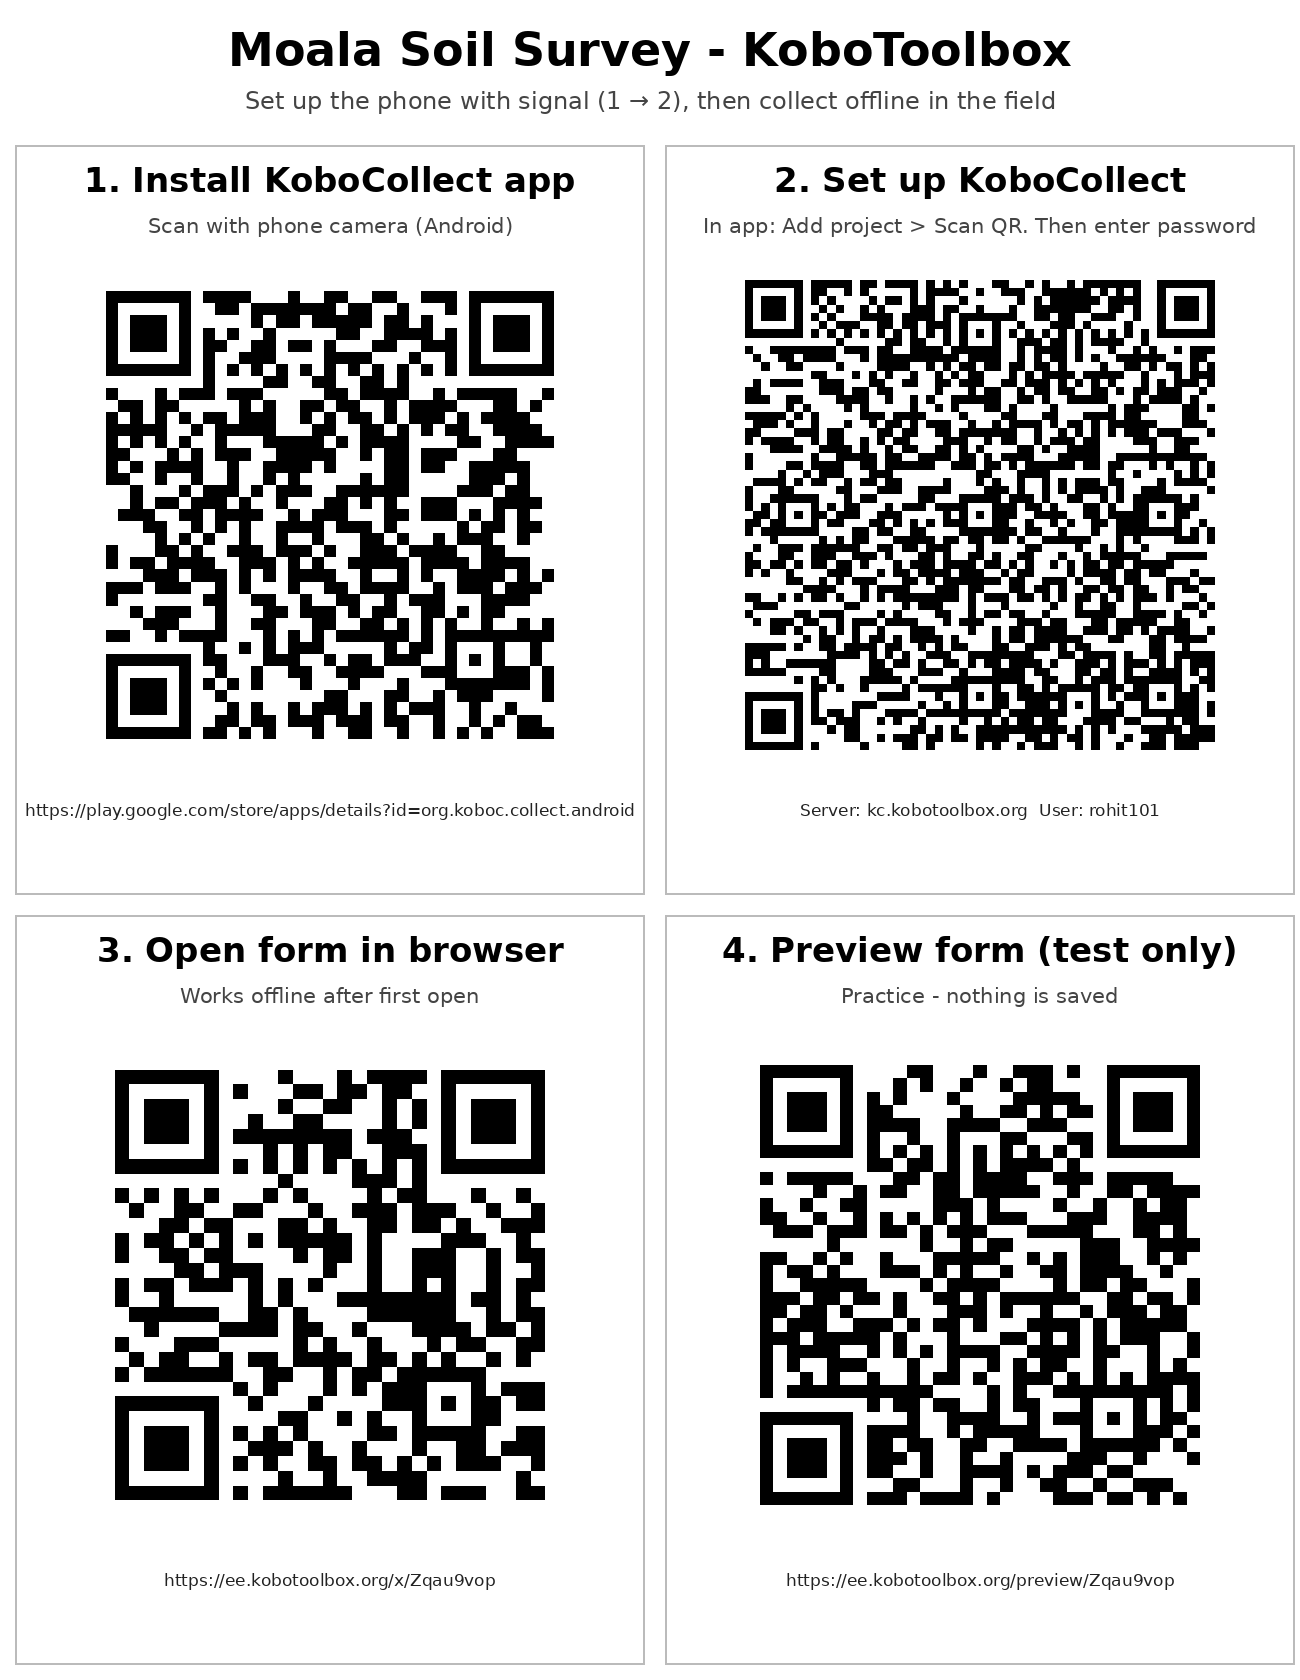 Moala Soil Survey - KoboToolbox
Set up the phone with signal (1 → 2), then collect offline in the field
1. Install KoboCollect app
Scan with phone camera (Android)
https://play.google.com/store/apps/details?id=org.koboc.collect.android
2. Set up KoboCollect
In app: Add project > Scan QR. Then enter password
Server: kc.kobotoolbox.org  User: rohit101
3. Open form in browser
Works offline after first open
https://ee.kobotoolbox.org/x/Zqau9vop
4. Preview form (test only)
Practice - nothing is saved
https://ee.kobotoolbox.org/preview/Zqau9vop